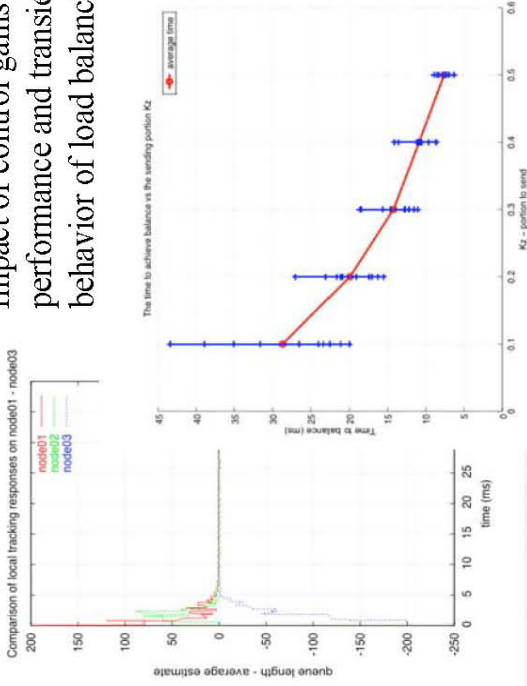 Impact of control gains
performance and transie
behavior of load balanc
Comparison of local tracking responses on node01 - node03
node01
node02
node03
200
150
100
50
0
-50
-100
-150
-200
-250
queue length - average estimate
0
5
10
15
20
25
time (ms)
The time to achieve balance vs the sending portion Kz
average time
45
40
35
30
25
20
15
10
5
0
Time to balance (ms)
0
0.1
0.2
0.3
0.4
0.5
0.6
Kz – portion to send